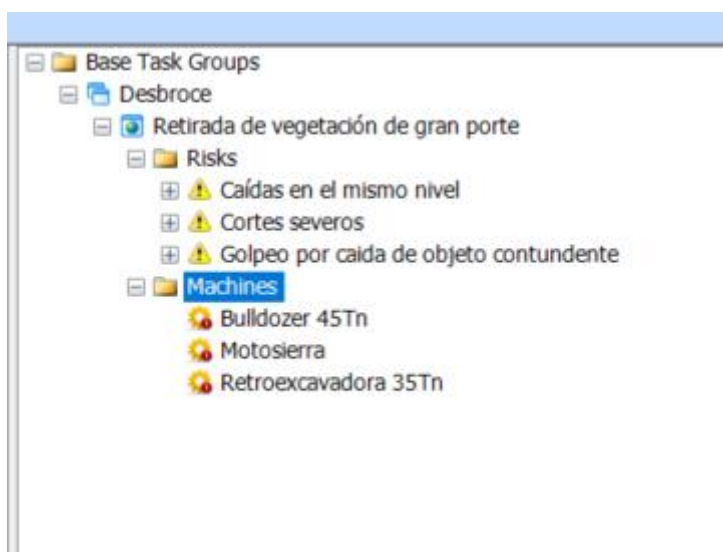 Base Task Groups
Desbroce
Retirada de vegetación de gran porte
Risks
Caídas en el mismo nivel
Cortes severos
Golpeo por caida de objeto contundente
Machines
Bulldozer 45Tn
Motosierra
Retroexcavadora 35Tn